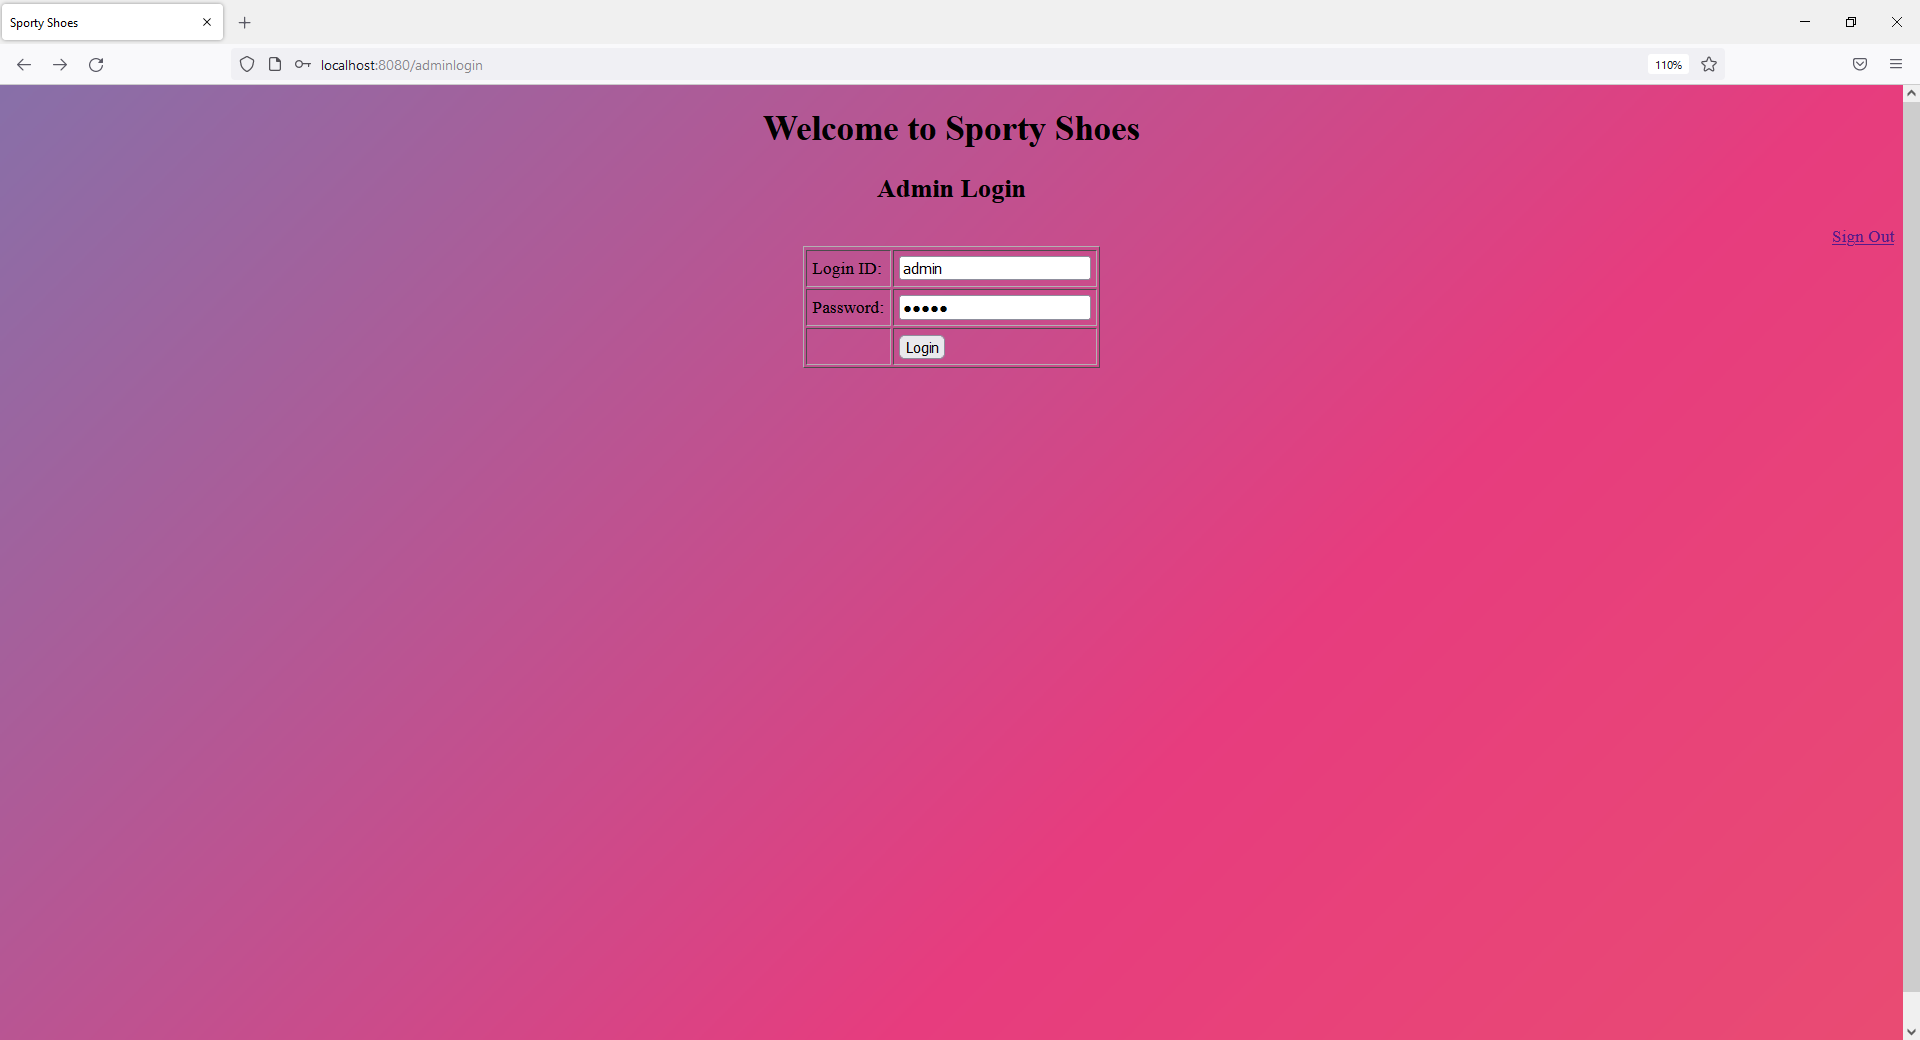 Sporty Shoes
localhost:8080/adminlogin
110%
Welcome to Sporty Shoes
Admin Login
Sign Out
Login ID: admin
Password: ●●●●●
Login